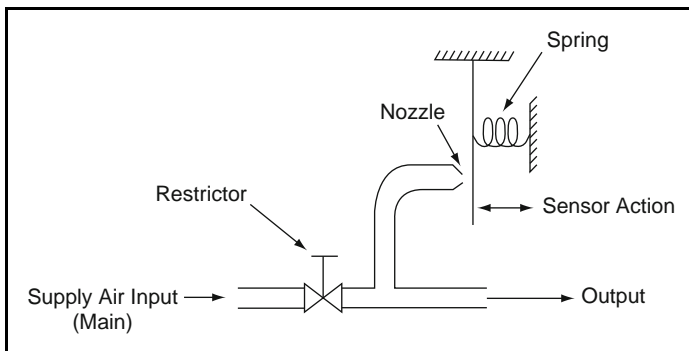 Spring
Nozzle
Restrictor
Sensor Action
Supply Air Input
(Main)
Output